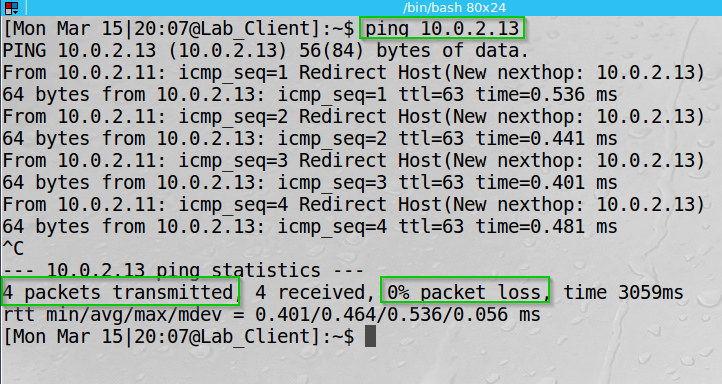 /bin/bash 80x24
[Mon Mar 15|20:07@Lab_Client]:~$ ping 10.0.2.13
PING 10.0.2.13 (10.0.2.13) 56(84) bytes of data.
From 10.0.2.11: icmp_seq=1 Redirect Host(New nexthop: 10.0.2.13)
64 bytes from 10.0.2.13: icmp_seq=1 ttl=63 time=0.536 ms
From 10.0.2.11: icmp_seq=2 Redirect Host(New nexthop: 10.0.2.13)
64 bytes from 10.0.2.13: icmp_seq=2 ttl=63 time=0.441 ms
From 10.0.2.11: icmp_seq=3 Redirect Host(New nexthop: 10.0.2.13)
64 bytes from 10.0.2.13: icmp_seq=3 ttl=63 time=0.401 ms
From 10.0.2.11: icmp_seq=4 Redirect Host(New nexthop: 10.0.2.13)
64 bytes from 10.0.2.13: icmp_seq=4 ttl=63 time=0.481 ms
^C
--- 10.0.2.13 ping statistics ---
4 packets transmitted, 4 received, 0% packet loss, time 3059ms
rtt min/avg/max/mdev = 0.401/0.464/0.536/0.056 ms
[Mon Mar 15|20:07@Lab_Client]:~$